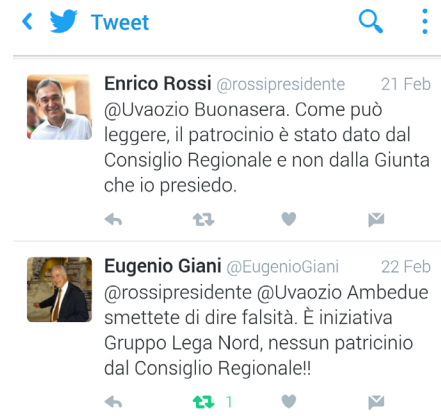 Tweet
Enrico Rossi @rossipresidente 21 Feb
@Uvaozio Buonasera. Come può
leggere, il patrocinio è stato dato dal
Consiglio Regionale e non dalla Giunta
che io presiedo.
Eugenio Giani @EugenioGiani 22 Feb
@rossipresidente @Uvaozio Ambedue
smettete di dire falsità. È iniziativa
Gruppo Lega Nord, nessun patricinio
dal Consiglio Regionale!!
1